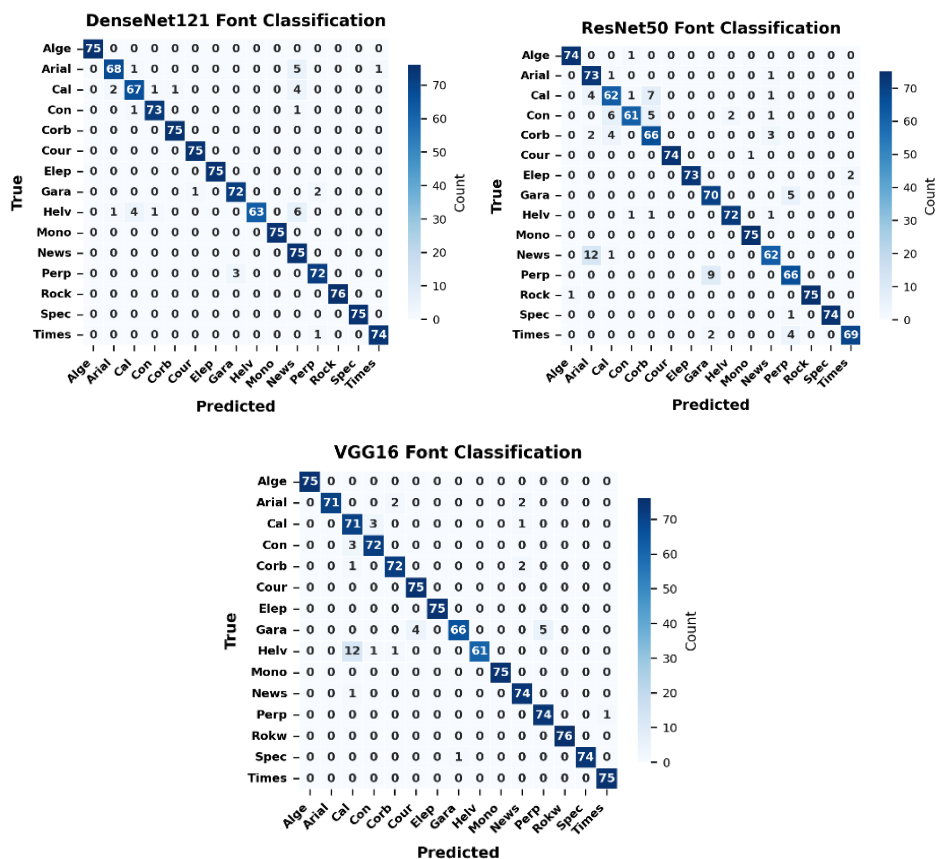 DenseNet121 Font Classification
Alge 75 0 0 0 0 0 0 0 0 0 0 0 0 0 0
Arial 0 68 1 0 0 0 0 0 0 0 5 0 0 0 1
Cal 0 2 67 1 1 0 0 0 0 0 4 0 0 0 0
Con 0 0 1 73 0 0 0 0 0 0 1 0 0 0 0
Corb 0 0 0 0 75 0 0 0 0 0 0 0 0 0 0
Cour 0 0 0 0 0 75 0 0 0 0 0 0 0 0 0
Elep 0 0 0 0 0 0 75 0 0 0 0 0 0 0 0
Gara 0 0 0 0 0 1 0 72 0 0 0 2 0 0 0
Helv 0 1 4 1 0 0 0 0 63 0 6 0 0 0 0
Mono 0 0 0 0 0 0 0 0 0 75 0 0 0 0 0
News 0 0 0 0 0 0 0 0 0 0 75 0 0 0 0
Perp 0 0 0 0 0 0 0 3 0 0 0 72 0 0 0
Rock 0 0 0 0 0 0 0 0 0 0 0 0 76 0 0
Spec 0 0 0 0 0 0 0 0 0 0 0 0 0 75 0
Times 0 0 0 0 0 0 0 0 0 0 0 1 0 0 74
Alge Arial Cal Con Corb Cour Elep Gara Helv Mono News Perp Rock Spec Times
True
Predicted
70
60
50
40
30
20
10
0
Count
ResNet50 Font Classification
Alge 74 0 0 1 0 0 0 0 0 0 0 0 0 0 0
Arial 0 73 1 0 0 0 0 0 0 0 1 0 0 0 0
Cal 0 4 62 1 7 0 0 0 0 0 1 0 0 0 0
Con 0 0 6 61 5 0 0 0 2 0 1 0 0 0 0
Corb 0 2 4 0 66 0 0 0 0 0 3 0 0 0 0
Cour 0 0 0 0 0 74 0 0 0 1 0 0 0 0 0
Elep 0 0 0 0 0 0 73 0 0 0 0 0 0 0 2
Gara 0 0 0 0 0 0 0 70 0 0 0 5 0 0 0
Helv 0 0 0 1 1 0 0 0 72 0 1 0 0 0 0
Mono 0 0 0 0 0 0 0 0 0 75 0 0 0 0 0
News 0 12 1 0 0 0 0 0 0 0 62 0 0 0 0
Perp 0 0 0 0 0 0 0 9 0 0 0 66 0 0 0
Rock 1 0 0 0 0 0 0 0 0 0 0 0 75 0 0
Spec 0 0 0 0 0 0 0 0 0 0 0 1 0 74 0
Times 0 0 0 0 0 0 0 2 0 0 0 4 0 0 69
Alge Arial Cal Con Corb Cour Elep Gara Helv Mono News Perp Rock Spec Times
True
Predicted
70
60
50
40
30
20
10
0
Count
VGG16 Font Classification
Alge 75 0 0 0 0 0 0 0 0 0 0 0 0 0 0
Arial 0 71 0 0 2 0 0 0 0 0 2 0 0 0 0
Cal 0 0 71 3 0 0 0 0 0 0 1 0 0 0 0
Con 0 0 3 72 0 0 0 0 0 0 0 0 0 0 0
Corb 0 0 1 0 72 0 0 0 0 0 2 0 0 0 0
Cour 0 0 0 0 0 75 0 0 0 0 0 0 0 0 0
Elep 0 0 0 0 0 0 75 0 0 0 0 0 0 0 0
Gara 0 0 0 0 0 4 0 66 0 0 0 5 0 0 0
Helv 0 0 12 1 1 0 0 0 61 0 0 0 0 0 0
Mono 0 0 0 0 0 0 0 0 0 75 0 0 0 0 0
News 0 0 1 0 0 0 0 0 0 0 74 0 0 0 0
Perp 0 0 0 0 0 0 0 0 0 0 0 74 0 0 1
Rokw 0 0 0 0 0 0 0 0 0 0 0 0 76 0 0
Spec 0 0 0 0 0 0 0 1 0 0 0 0 0 74 0
Times 0 0 0 0 0 0 0 0 0 0 0 0 0 0 75
Alge Arial Cal Con Corb Cour Elep Gara Helv Mono News Perp Rokw Spec Times
True
Predicted
70
60
50
40
30
20
10
0
Count